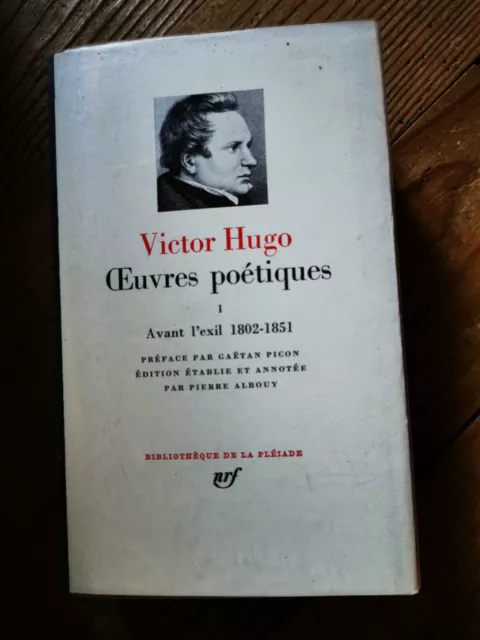 Victor Hugo
Œuvres poétiques
I
Avant l'exil 1802-1851
PRÉFACE PAR GAËTAN PICON
ÉDITION ÉTABLIE ET ANNOTÉE
PAR PIERRE ALBOUY
BIBLIOTHÈQUE DE LA PLÉIADE
nrf